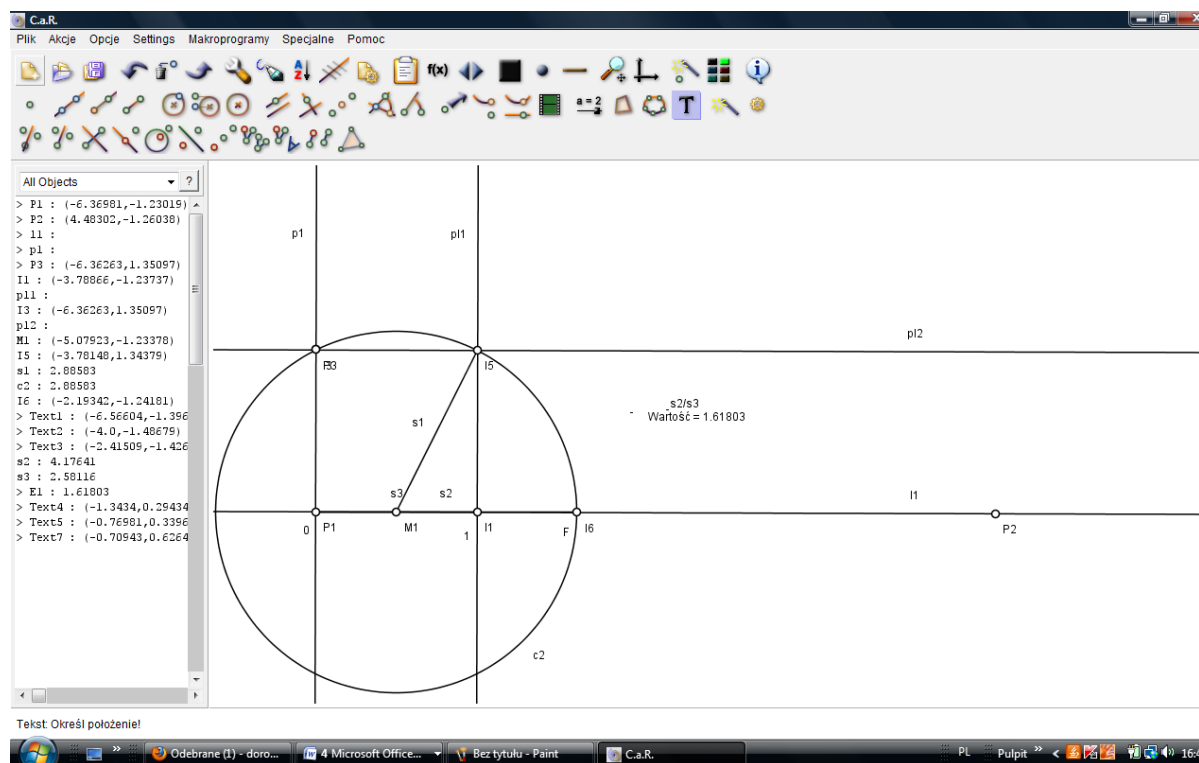 C.a.R.
Plik Akcje Opcje Settings Makroprogramy Specjalne Pomoc
f(x)
a = 2
T
All Objects
?
> P1 : (-6.36981,-1.23019)
> P2 : (4.48302,-1.26038)
> l1 :
> p1 :
> P3 : (-6.36263,1.35097)
I1 : (-3.78866,-1.23737)
pl1 :
I3 : (-6.36263,1.35097)
pl2 :
M1 : (-5.07923,-1.23378)
I5 : (-3.78148,1.34379)
s1 : 2.88583
c2 : 2.88583
I6 : (-2.19342,-1.24181)
> Text1 : (-6.56604,-1.396
> Text2 : (-4.0,-1.48679)
> Text3 : (-2.41509,-1.426
s2 : 4.17641
s3 : 2.58116
> E1 : 1.61803
> Text4 : (-1.3434,0.29434
> Text5 : (-0.76981,0.3396
> Text7 : (-0.70943,0.6264
p1
pl1
pl2
I5
s2/s3
Wartość = 1.61803
s1
s3
s2
l1
0
P1
M1
1
I1
F
I6
P2
c2
Tekst: Określ położenie!
Odebrane (1) - doro...
4 Microsoft Office...
Bez tytułu - Paint
C.a.R.
PL
Pulpit